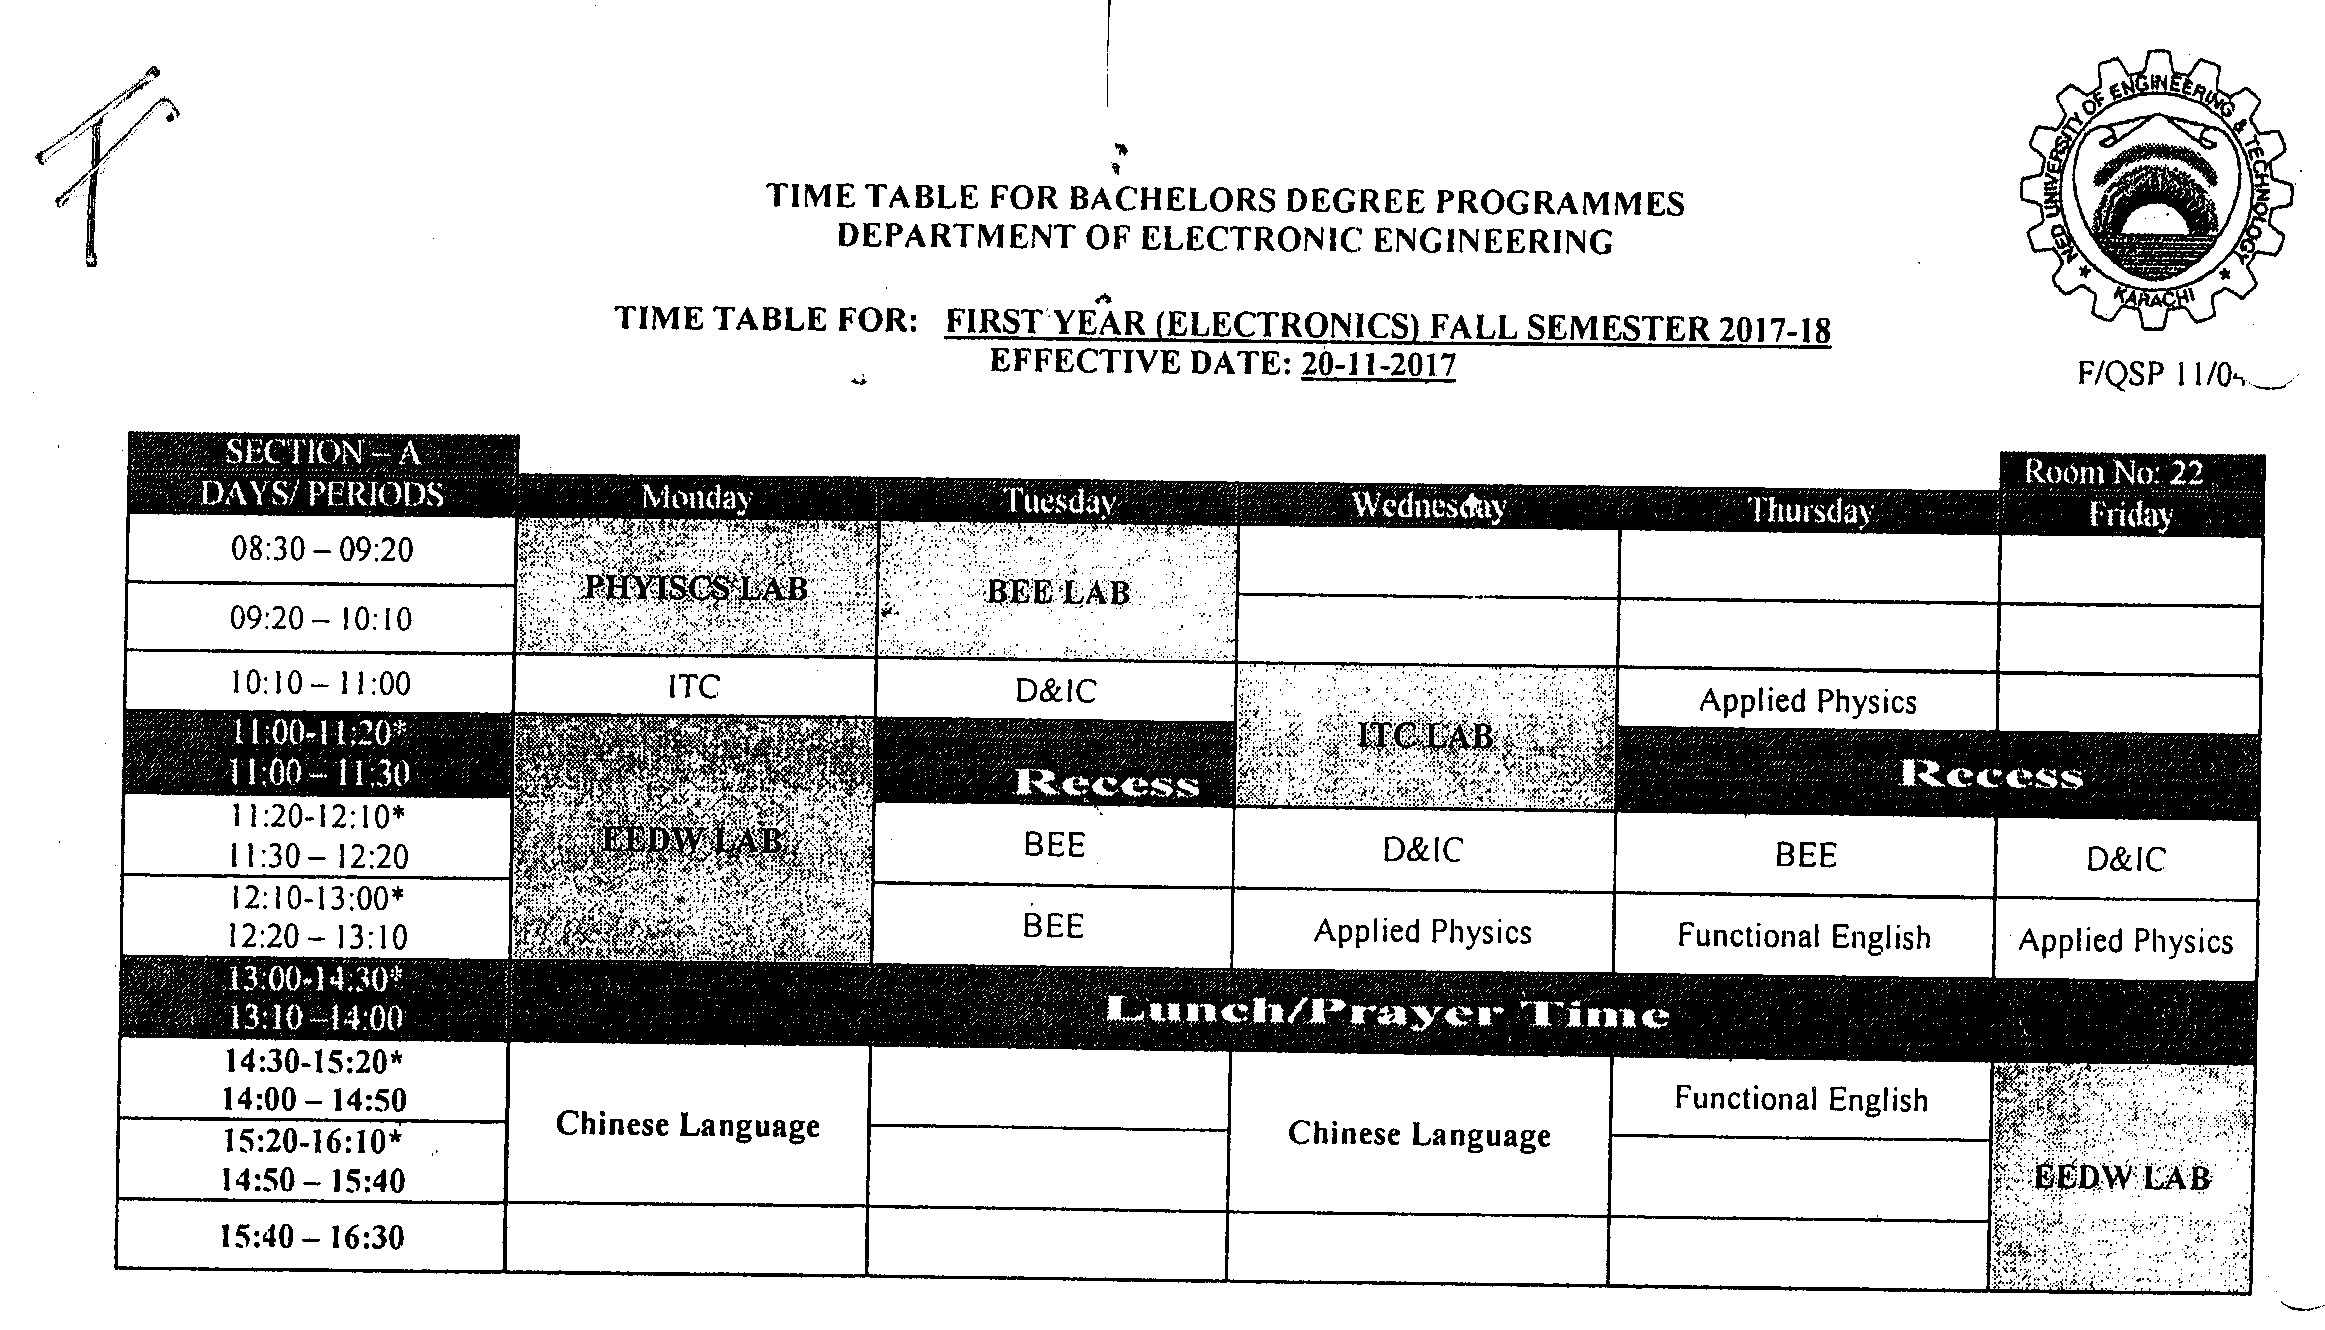 NED UNIVERSITY OF ENGINEERING & TECHNOLOGY
KARACHI
TIME TABLE FOR BACHELORS DEGREE PROGRAMMES
DEPARTMENT OF ELECTRONIC ENGINEERING
TIME TABLE FOR: FIRST YEAR (ELECTRONICS) FALL SEMESTER 2017-18
EFFECTIVE DATE: 20-11-2017
F/QSP
SECTION – A
Room No: 22
DAYS/ PERIODS Monday Tuesday Wednesday Thursday Friday
08:30 – 09:20
PHYISCS LAB BEE LAB
09:20 – 10:10
10:10 – 11:00 ITC D&IC Applied Physics
11:00-11:20*
ITC LAB
11:00 – 11:30 Recess Recess
11:20-12:10*
EEDW LAB BEE D&IC BEE D&IC
11:30 – 12:20
12:10-13:00*
BEE Applied Physics Functional English Applied Physics
12:20 – 13:10
13:00-14:30*
Lunch/Prayer Time
13:10 –14:00
14:30-15:20*
14:00 – 14:50 Functional English
Chinese Language Chinese Language
15:20-16:10*
14:50 – 15:40 EEDW LAB
15:40 – 16:30